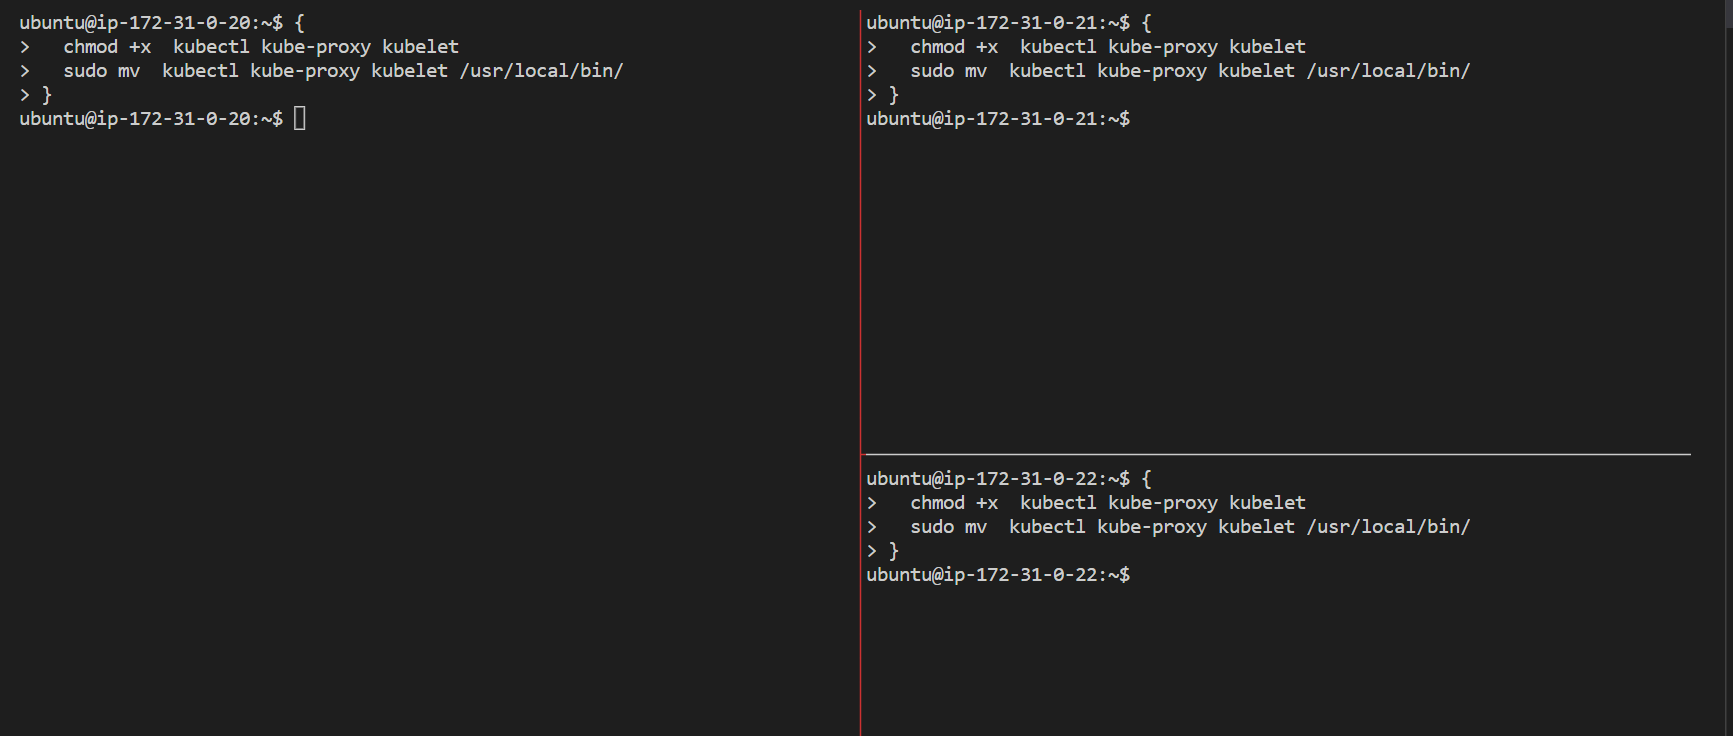 ubuntu@ip-172-31-0-20:~$ {
>   chmod +x  kubectl kube-proxy kubelet
>   sudo mv  kubectl kube-proxy kubelet /usr/local/bin/
> }
ubuntu@ip-172-31-0-20:~$
ubuntu@ip-172-31-0-21:~$ {
>   chmod +x  kubectl kube-proxy kubelet
>   sudo mv  kubectl kube-proxy kubelet /usr/local/bin/
> }
ubuntu@ip-172-31-0-21:~$
ubuntu@ip-172-31-0-22:~$ {
>   chmod +x  kubectl kube-proxy kubelet
>   sudo mv  kubectl kube-proxy kubelet /usr/local/bin/
> }
ubuntu@ip-172-31-0-22:~$